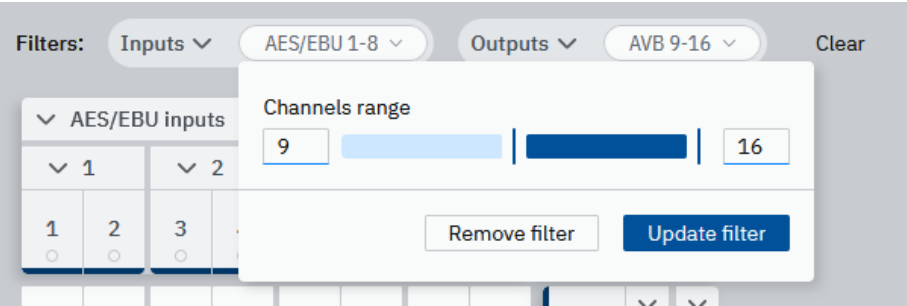 Filters: Inputs AES/EBU 1-8 Outputs AVB 9-16 Clear
Channels range
AES/EBU inputs
9 16
1 2
1 2 3
Remove filter Update filter